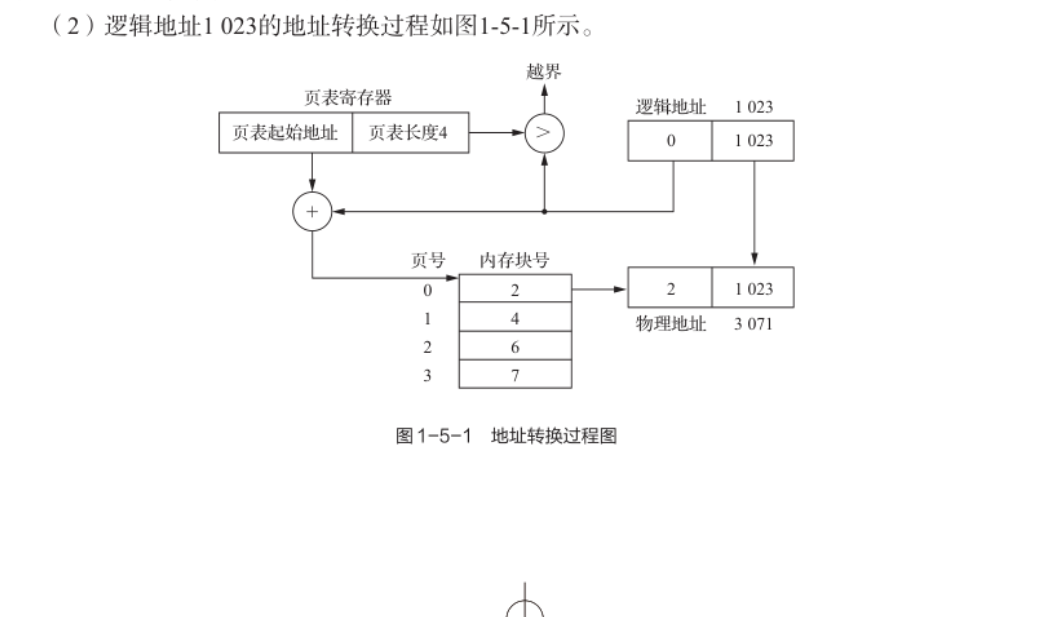 （2）逻辑地址1 023的地址转换过程如图1-5-1所示。
越界
页表寄存器
逻辑地址 1 023
页表起始地址 页表长度4 > 0 1 023
+
页号 内存块号
0 2 2 1 023
1 4 物理地址 3 071
2 6
3 7
图1-5-1 地址转换过程图